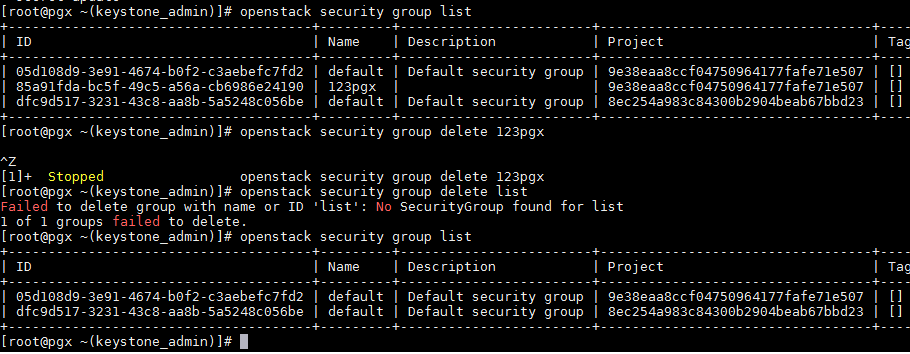 [root@pgx ~(keystone_admin)]# openstack security group list
+--------------------------------------+---------+------------------------+----------------------------------+-----
| ID                                   | Name    | Description            | Project                          | Tag
+--------------------------------------+---------+------------------------+----------------------------------+-----
| 05d108d9-3e91-4674-b0f2-c3aebefc7fd2 | default | Default security group | 9e38eaa8ccf04750964177fafe71e507 | []
| 85a91fda-bc5f-49c5-a56a-cb6986e24190 | 123pgx  |                        | 9e38eaa8ccf04750964177fafe71e507 | []
| dfc9d517-3231-43c8-aa8b-5a5248c056be | default | Default security group | 8ec254a983c84300b2904beab67bbd23 | []
+--------------------------------------+---------+------------------------+----------------------------------+-----
[root@pgx ~(keystone_admin)]# openstack security group delete 123pgx
^Z
[1]+  Stopped                 openstack security group delete 123pgx
[root@pgx ~(keystone_admin)]# openstack security group delete list
Failed to delete group with name or ID 'list': No SecurityGroup found for list
1 of 1 groups failed to delete.
[root@pgx ~(keystone_admin)]# openstack security group list
+--------------------------------------+---------+------------------------+----------------------------------+-----
| ID                                   | Name    | Description            | Project                          | Tag
+--------------------------------------+---------+------------------------+----------------------------------+-----
| 05d108d9-3e91-4674-b0f2-c3aebefc7fd2 | default | Default security group | 9e38eaa8ccf04750964177fafe71e507 | []
| dfc9d517-3231-43c8-aa8b-5a5248c056be | default | Default security group | 8ec254a983c84300b2904beab67bbd23 | []
+--------------------------------------+---------+------------------------+----------------------------------+-----
[root@pgx ~(keystone_admin)]#